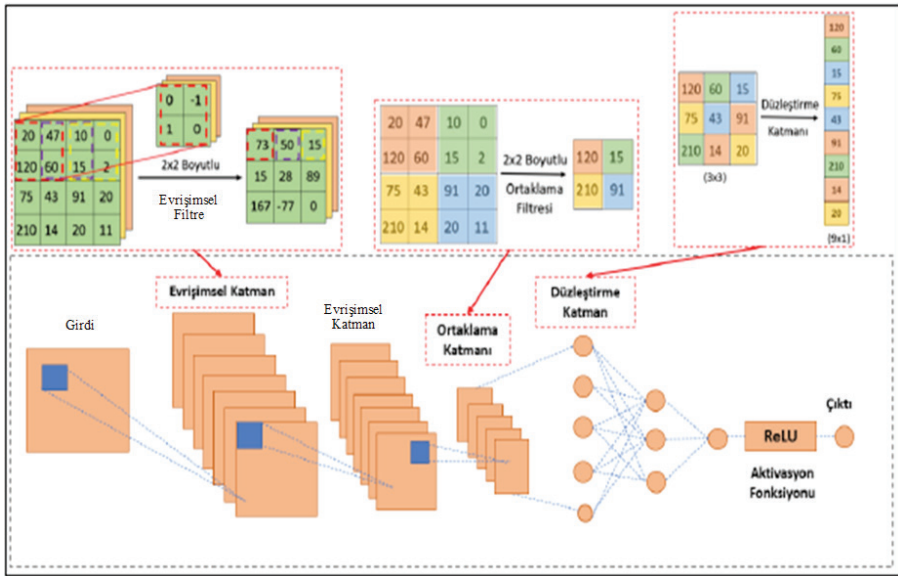 0 -1
1 0
20 47 10 0
120 60 15 2
75 43 91 20
210 14 20 11
2x2 Boyutlu
Evrişimsel
Filtre
73 50 15
15 28 89
167 -77 0
20 47 10 0
120 60 15 2
75 43 91 20
210 14 20 11
2x2 Boyutlu
Ortaklama
Filtresi
120 15
210 91
120 60 15
75 43 91
210 14 20
(3x3)
Düzleştirme
Katmanı
120
60
15
75
43
91
210
14
20
(9x1)
Girdi
Evrişimsel Katman
Evrişimsel
Katman
Ortaklama
Katmanı
Düzleştirme
Katman
ReLU
Aktivasyon
Fonksiyonu
Çıktı